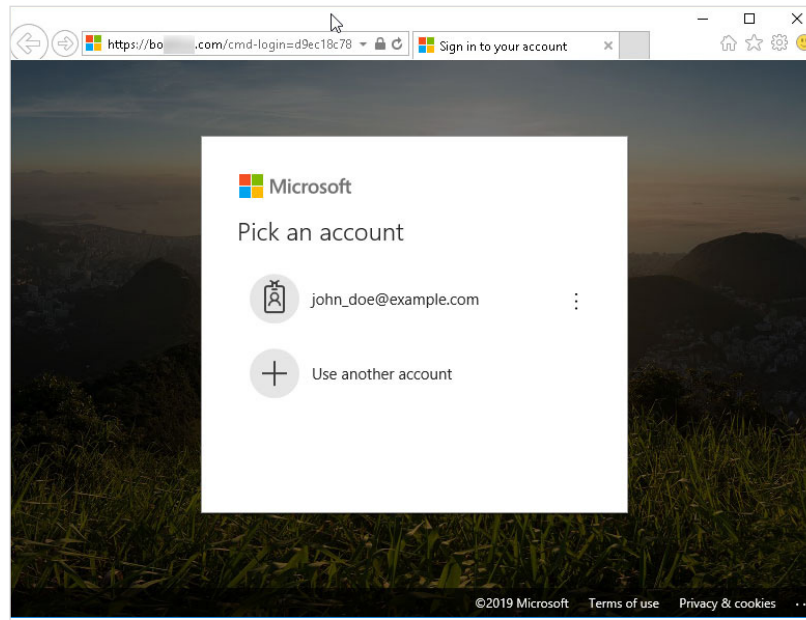 https://bo .com/cmd-login=d9ec18c78
Sign in to your account
Microsoft
Pick an account
john_doe@example.com
Use another account
©2019 Microsoft Terms of use Privacy & cookies